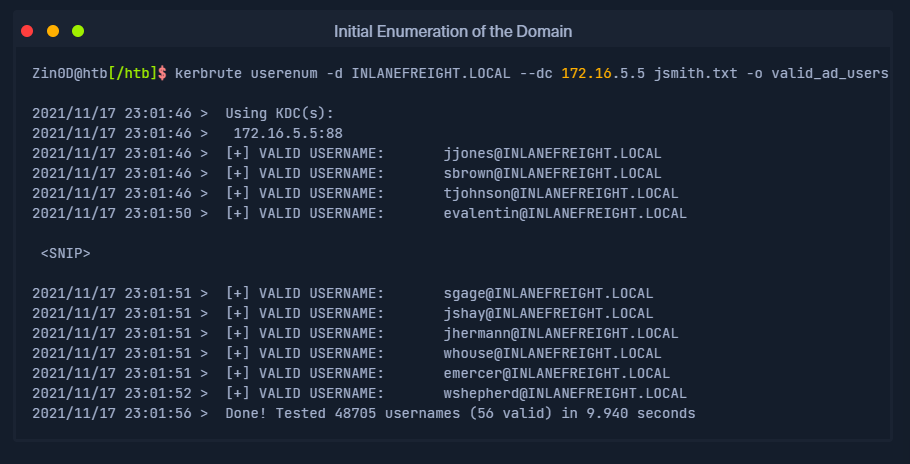 Initial Enumeration of the Domain
Zin0D@htb[/htb]$ kerbrute userenum -d INLANEFREIGHT.LOCAL --dc 172.16.5.5 jsmith.txt -o valid_ad_users
2021/11/17 23:01:46 >  Using KDC(s):
2021/11/17 23:01:46 >   172.16.5.5:88
2021/11/17 23:01:46 >  [+] VALID USERNAME:       jjones@INLANEFREIGHT.LOCAL
2021/11/17 23:01:46 >  [+] VALID USERNAME:       sbrown@INLANEFREIGHT.LOCAL
2021/11/17 23:01:46 >  [+] VALID USERNAME:       tjohnson@INLANEFREIGHT.LOCAL
2021/11/17 23:01:50 >  [+] VALID USERNAME:       evalentin@INLANEFREIGHT.LOCAL
<SNIP>
2021/11/17 23:01:51 >  [+] VALID USERNAME:       sgage@INLANEFREIGHT.LOCAL
2021/11/17 23:01:51 >  [+] VALID USERNAME:       jshay@INLANEFREIGHT.LOCAL
2021/11/17 23:01:51 >  [+] VALID USERNAME:       jhermann@INLANEFREIGHT.LOCAL
2021/11/17 23:01:51 >  [+] VALID USERNAME:       whouse@INLANEFREIGHT.LOCAL
2021/11/17 23:01:51 >  [+] VALID USERNAME:       emercer@INLANEFREIGHT.LOCAL
2021/11/17 23:01:52 >  [+] VALID USERNAME:       wshepherd@INLANEFREIGHT.LOCAL
2021/11/17 23:01:56 >  Done! Tested 48705 usernames (56 valid) in 9.940 seconds